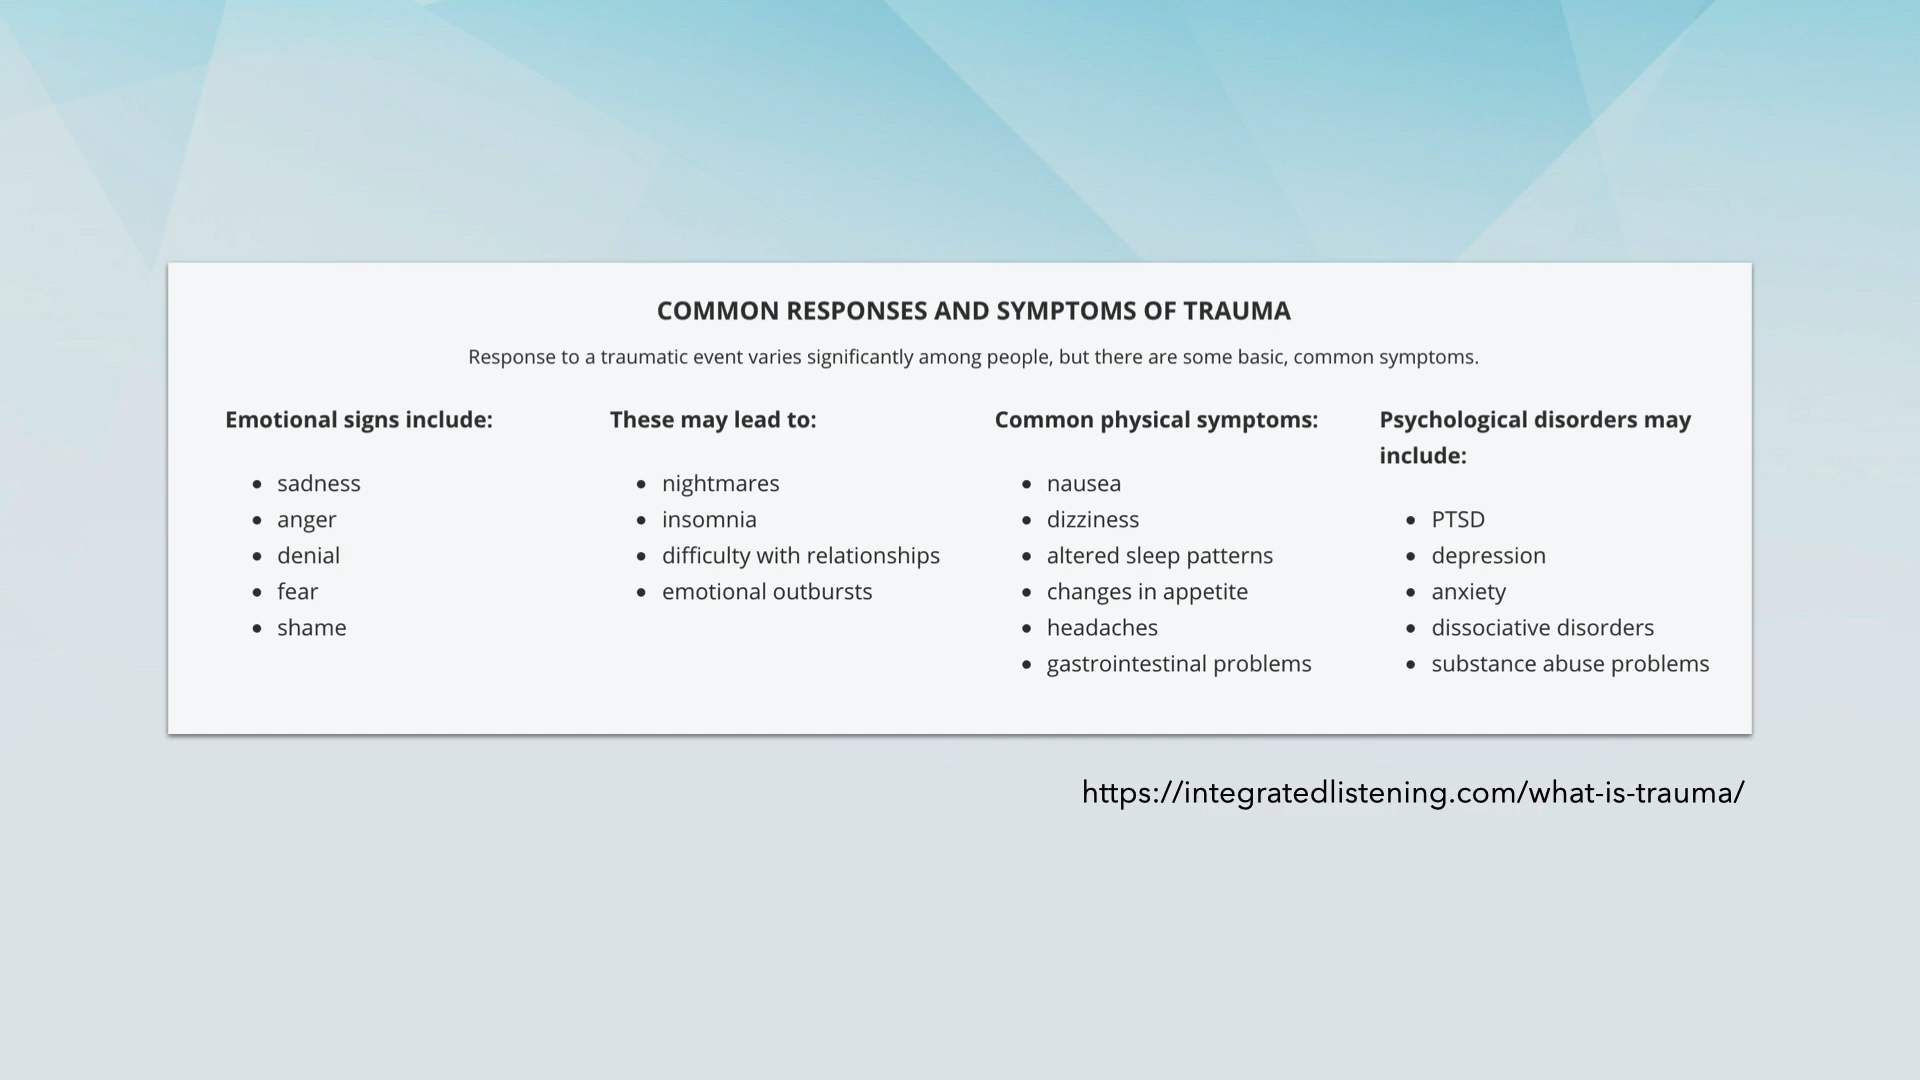 COMMON RESPONSES AND SYMPTOMS OF TRAUMA
Response to a traumatic event varies significantly among people, but there are some basic, common symptoms.
Emotional signs include:
• sadness
• anger
• denial
• fear
• shame
These may lead to:
• nightmares
• insomnia
• difficulty with relationships
• emotional outbursts
Common physical symptoms:
• nausea
• dizziness
• altered sleep patterns
• changes in appetite
• headaches
• gastrointestinal problems
Psychological disorders may
include:
• PTSD
• depression
• anxiety
• dissociative disorders
• substance abuse problems
https://integratedlistening.com/what-is-trauma/